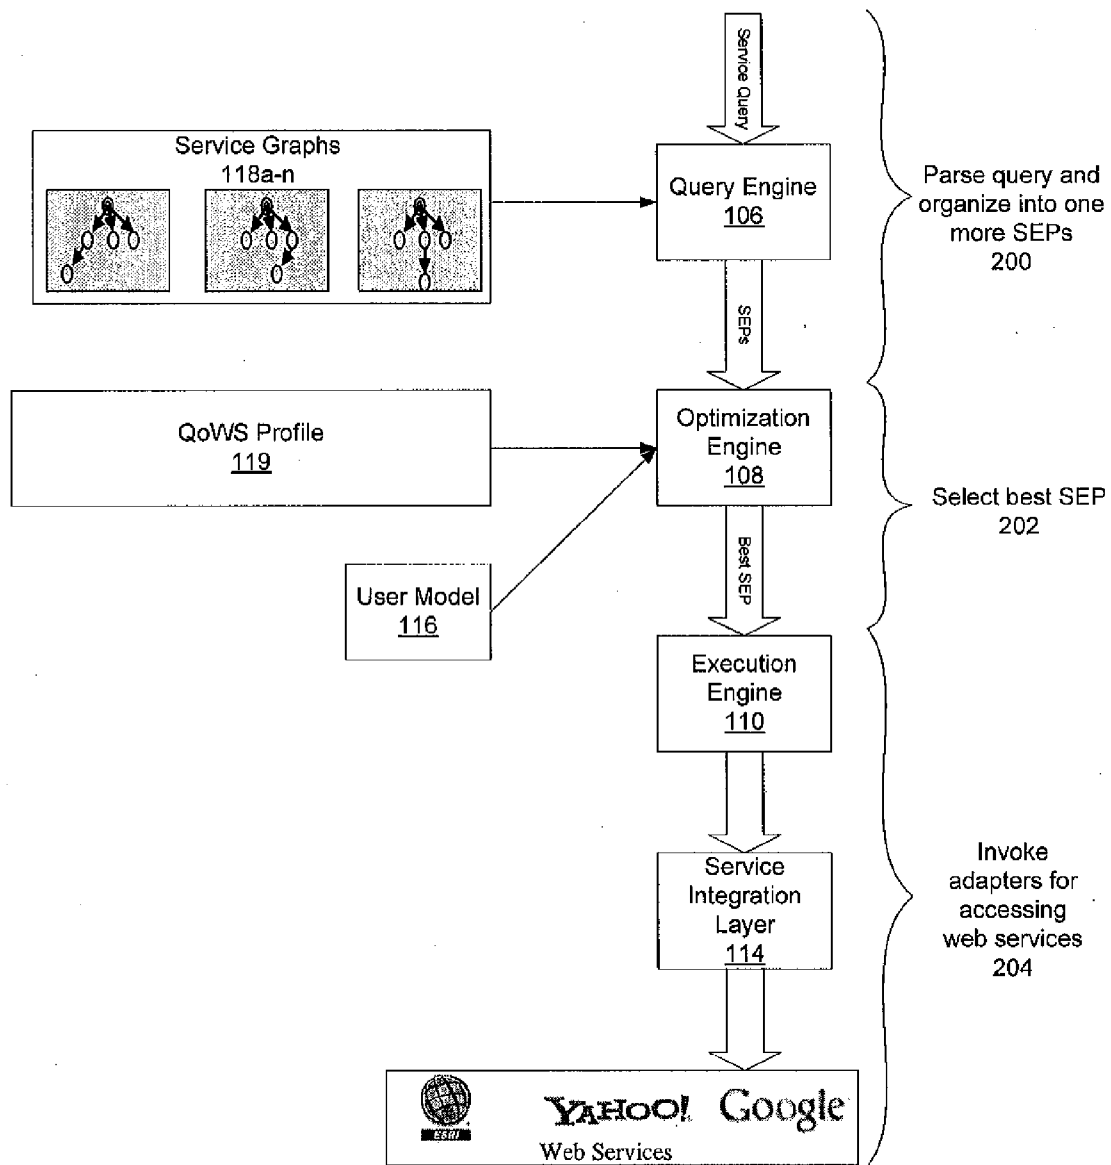 Service Query
Service Graphs
118a-n
Query Engine
106
Parse query and
organize into one
more SEPs
200
SEPs
QoWS Profile
119
Optimization
Engine
108
Select best SEP
202
Best SEP
User Model
116
Execution
Engine
110
Service
Integration
Layer
114
Invoke
adapters for
accessing
web services
204
ESRI
YAHOO!
Google
Web Services